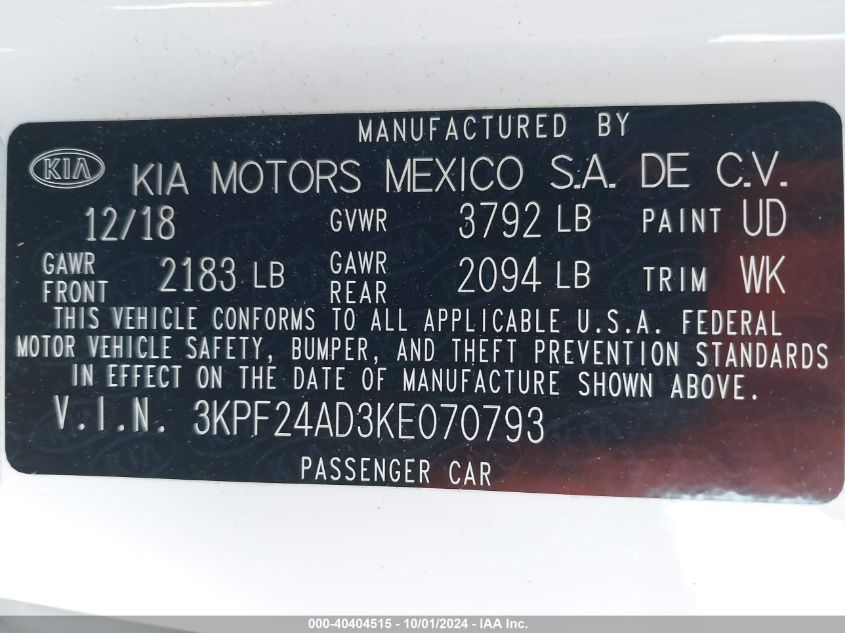 MANUFACTURED BY
KIA KIA MOTORS MEXICO S.A. DE C.V.
12/18 GVWR 3792 LB PAINT UD
GAWR FRONT 2183 LB GAWR REAR 2094 LB TRIM WK
THIS VEHICLE CONFORMS TO ALL APPLICABLE U.S.A. FEDERAL
MOTOR VEHICLE SAFETY, BUMPER, AND THEFT PREVENTION STANDARDS
IN EFFECT ON THE DATE OF MANUFACTURE SHOWN ABOVE.
V.I.N. 3KPF24AD3KE070793
PASSENGER CAR
000-40404515 - 10/01/2024 - IAA Inc.